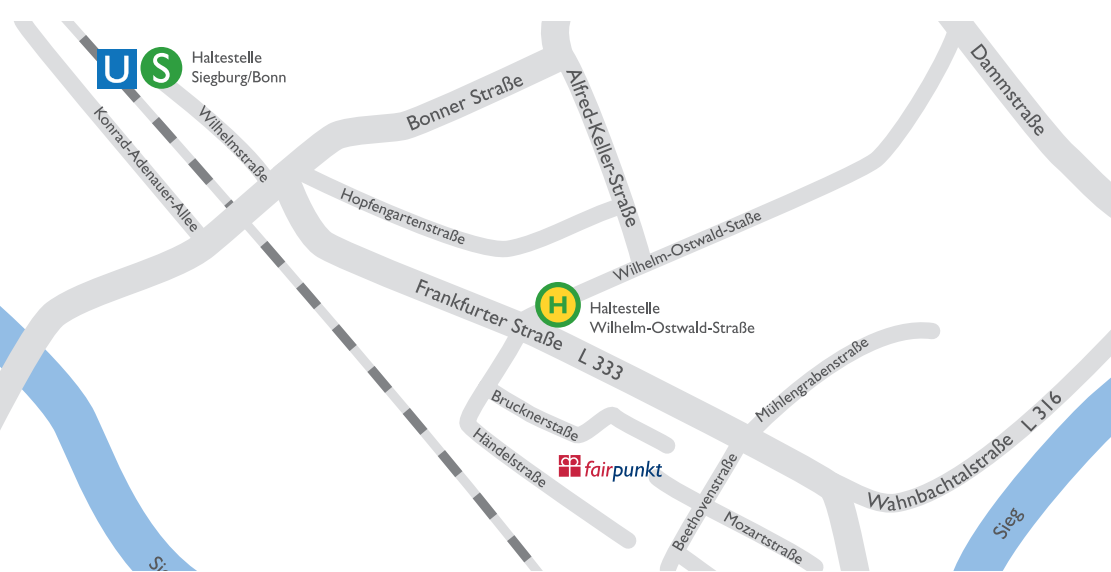 U S
Haltestelle
Siegburg/Bonn
Konrad-Adenauer-Allee
Wilhelmstraße
Bonner Straße
Alfred-Keller-Straße
Dammstraße
Hopfengartenstraße
Wilhelm-Ostwald-Staße
Frankfurter Straße L 333
H
Haltestelle
Wilhelm-Ostwald-Straße
Brucknerstaße
Händelstraße
fairpunkt
Mühlengrabenstraße
Beethovenstraße
Mozartstraße
Wahnbachtalstraße L 316
Sieg